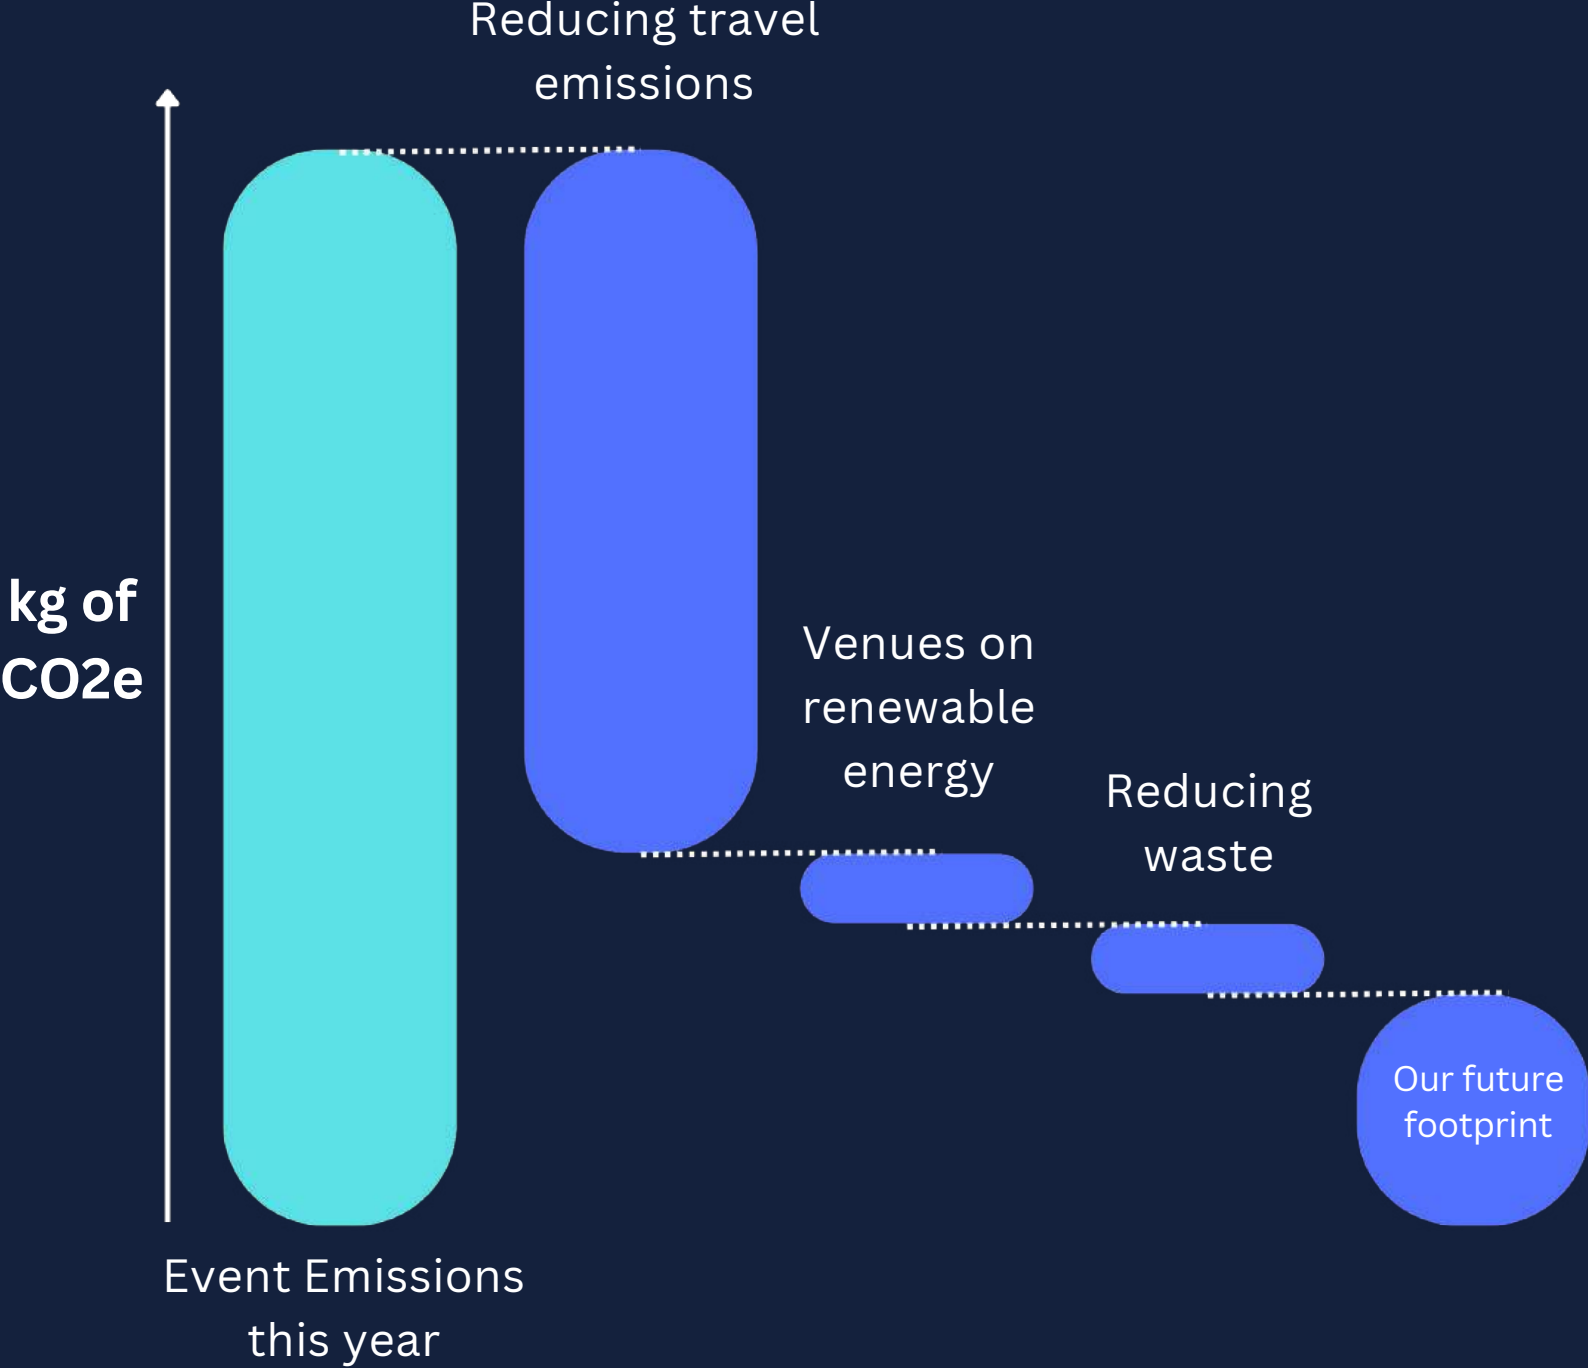 Reducing travel
emissions
kg of
CO2e
Venues on
renewable
energy
Reducing
waste
Our future
footprint
Event Emissions
this year